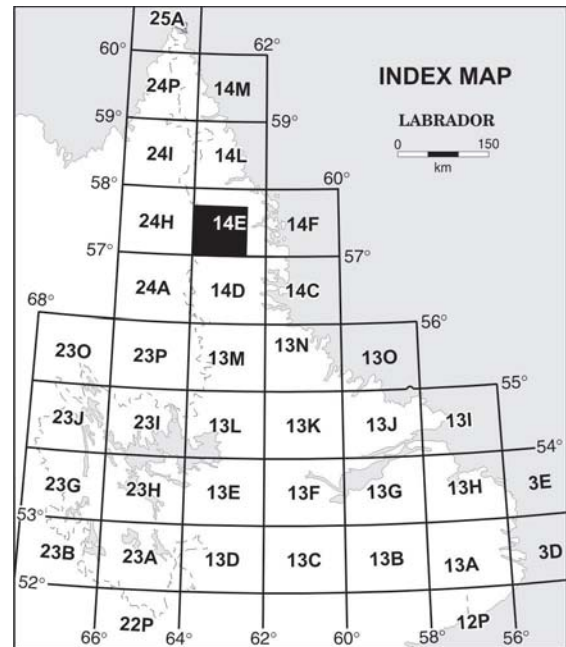 25A
60° 62°
24P 14M INDEX MAP
LABRADOR
59° 59° 0 150
km
24I 14L
58° 60°
24H 14E 14F
57° 57°
24A 14D 14C
68° 56°
23O 23P 13M 13N 13O
55°
23J 23I 13L 13K 13J 13I
54°
23G 23H 13E 13F 13G 13H 3E
53°
23B 23A 13D 13C 13B 13A 3D
52°
66° 22P 64° 62° 60° 58° 12P 56°